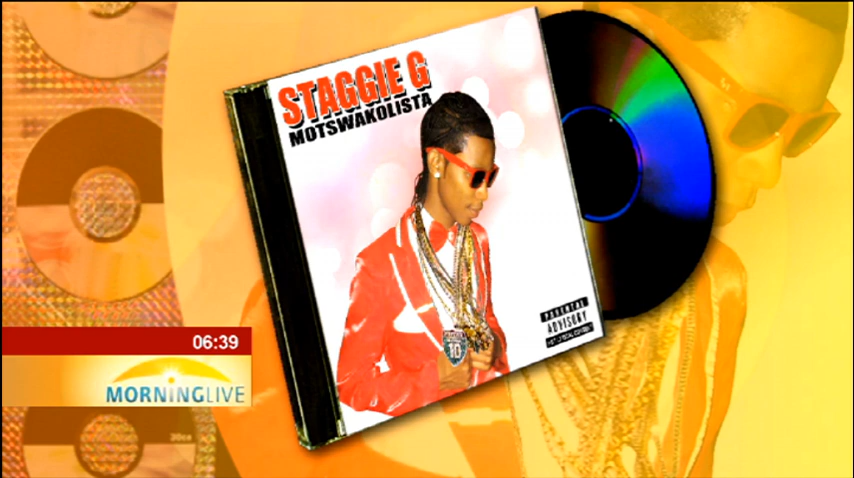 STAGGIE G
MOTSWAKOLISTA
PARENTAL
ADVISORY
06:39
MORNINGLIVE